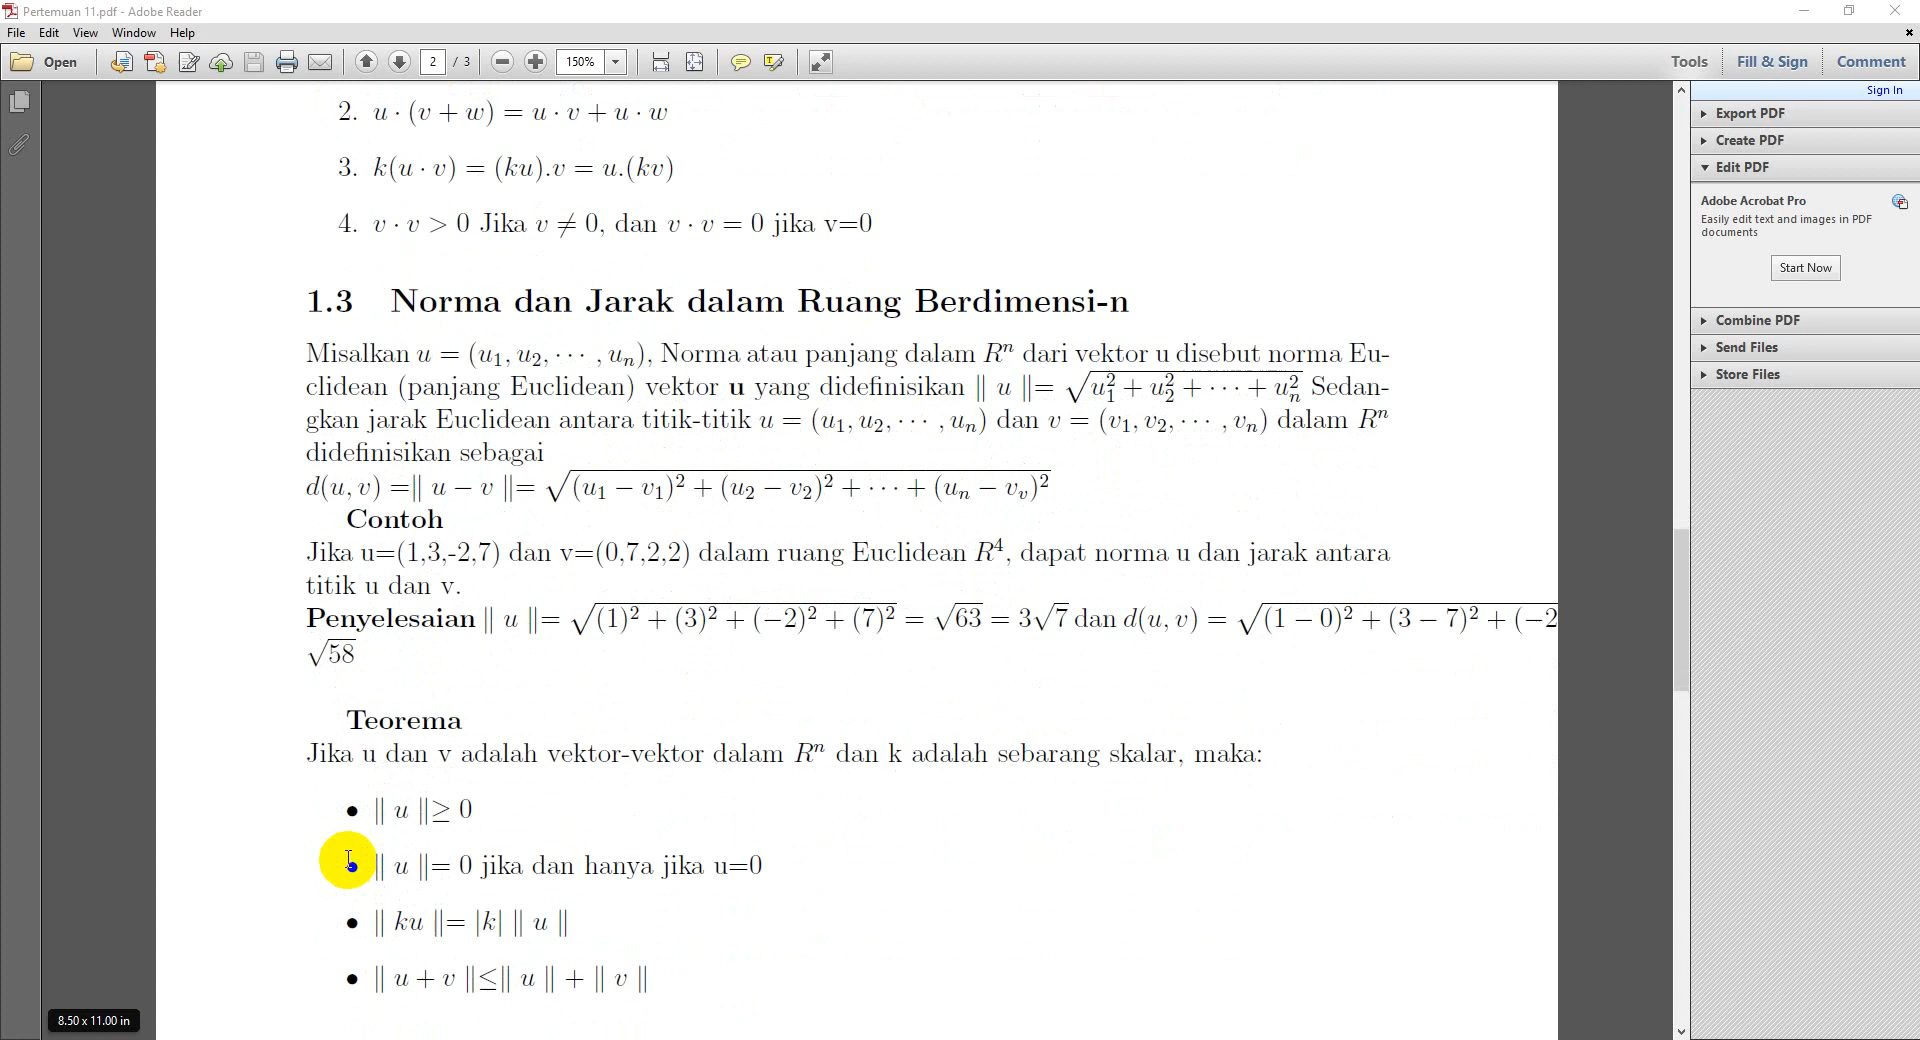 Pertemuan 11.pdf - Adobe Reader
File Edit View Window Help
Open 2 / 3 150% Tools Fill & Sign Comment
Sign In
Export PDF
Create PDF
Edit PDF
Adobe Acrobat Pro
Easily edit text and images in PDF
documents
Start Now
Combine PDF
Send Files
Store Files
2. u · (v + w) = u · v + u · w
3. k(u · v) = (ku).v = u.(kv)
4. v · v > 0 Jika v ≠ 0, dan v · v = 0 jika v=0
1.3 Norma dan Jarak dalam Ruang Berdimensi-n
Misalkan u = (u₁, u₂, ⋯ , uₙ), Norma atau panjang dalam Rⁿ dari vektor u disebut norma Eu-
clidean (panjang Euclidean) vektor u yang didefinisikan ‖ u ‖= √(u₁² + u₂² + ⋯ + uₙ²) Sedan-
gkan jarak Euclidean antara titik-titik u = (u₁, u₂, ⋯ , uₙ) dan v = (v₁, v₂, ⋯ , vₙ) dalam Rⁿ
didefinisikan sebagai
d(u, v) =‖ u − v ‖= √((u₁ − v₁)² + (u₂ − v₂)² + ⋯ + (uₙ − vᵥ)²)
Contoh
Jika u=(1,3,-2,7) dan v=(0,7,2,2) dalam ruang Euclidean R⁴, dapat norma u dan jarak antara
titik u dan v.
Penyelesaian ‖ u ‖= √((1)² + (3)² + (−2)² + (7)²) = √63 = 3√7 dan d(u, v) = √((1 − 0)² + (3 − 7)² + (−2
√58
Teorema
Jika u dan v adalah vektor-vektor dalam Rⁿ dan k adalah sebarang skalar, maka:
• ‖ u ‖≥ 0
• ‖ u ‖= 0 jika dan hanya jika u=0
• ‖ ku ‖= |k| ‖ u ‖
• ‖ u + v ‖≤‖ u ‖ + ‖ v ‖
8.50 x 11.00 in